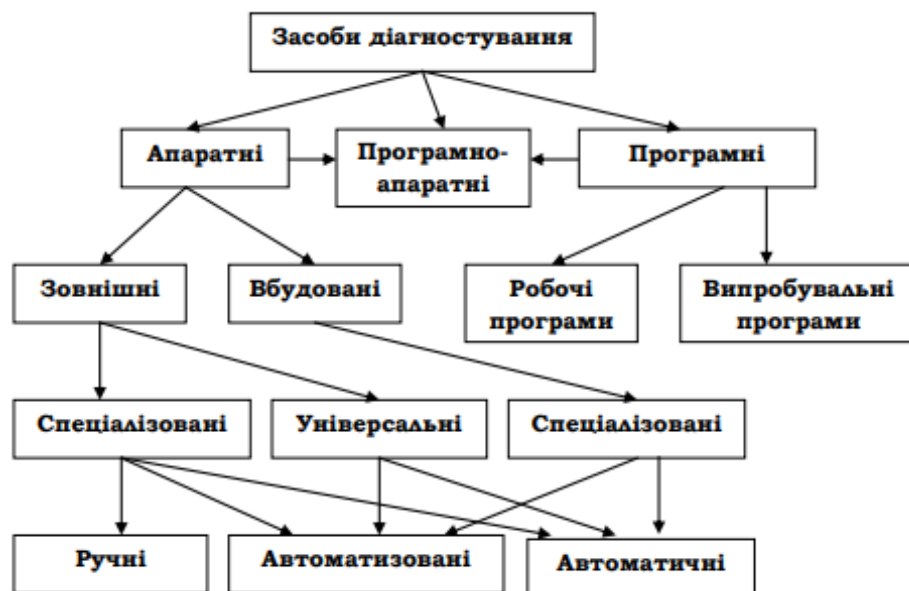 Засоби діагностування
Апаратні
Програмно-
апаратні
Програмні
Зовнішні
Вбудовані
Робочі
програми
Випробувальні
програми
Спеціалізовані
Універсальні
Спеціалізовані
Ручні
Автоматизовані
Автоматичні